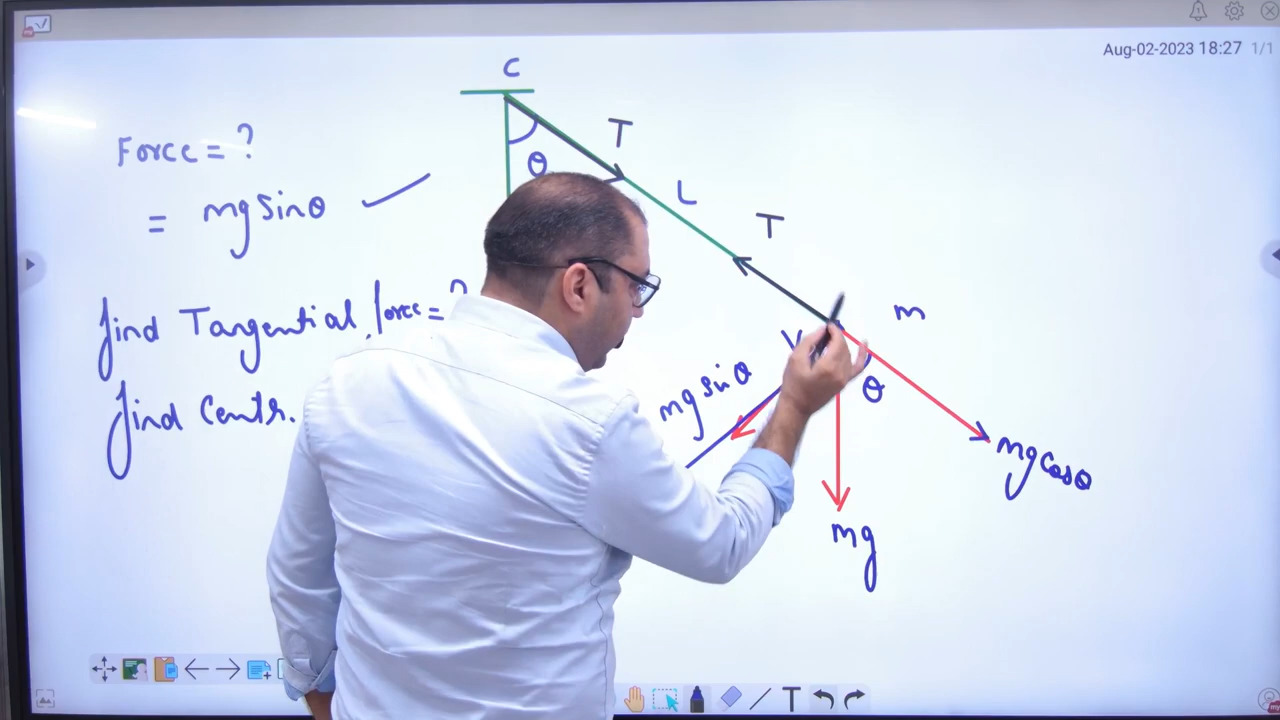 Aug-02-2023 18:27 1/1
C
Force = ?
= mg sinθ
T
θ
L
T
m
find Tangential force = ?
find Centr.
V
mg sinθ
θ
mg cosθ
mg
T